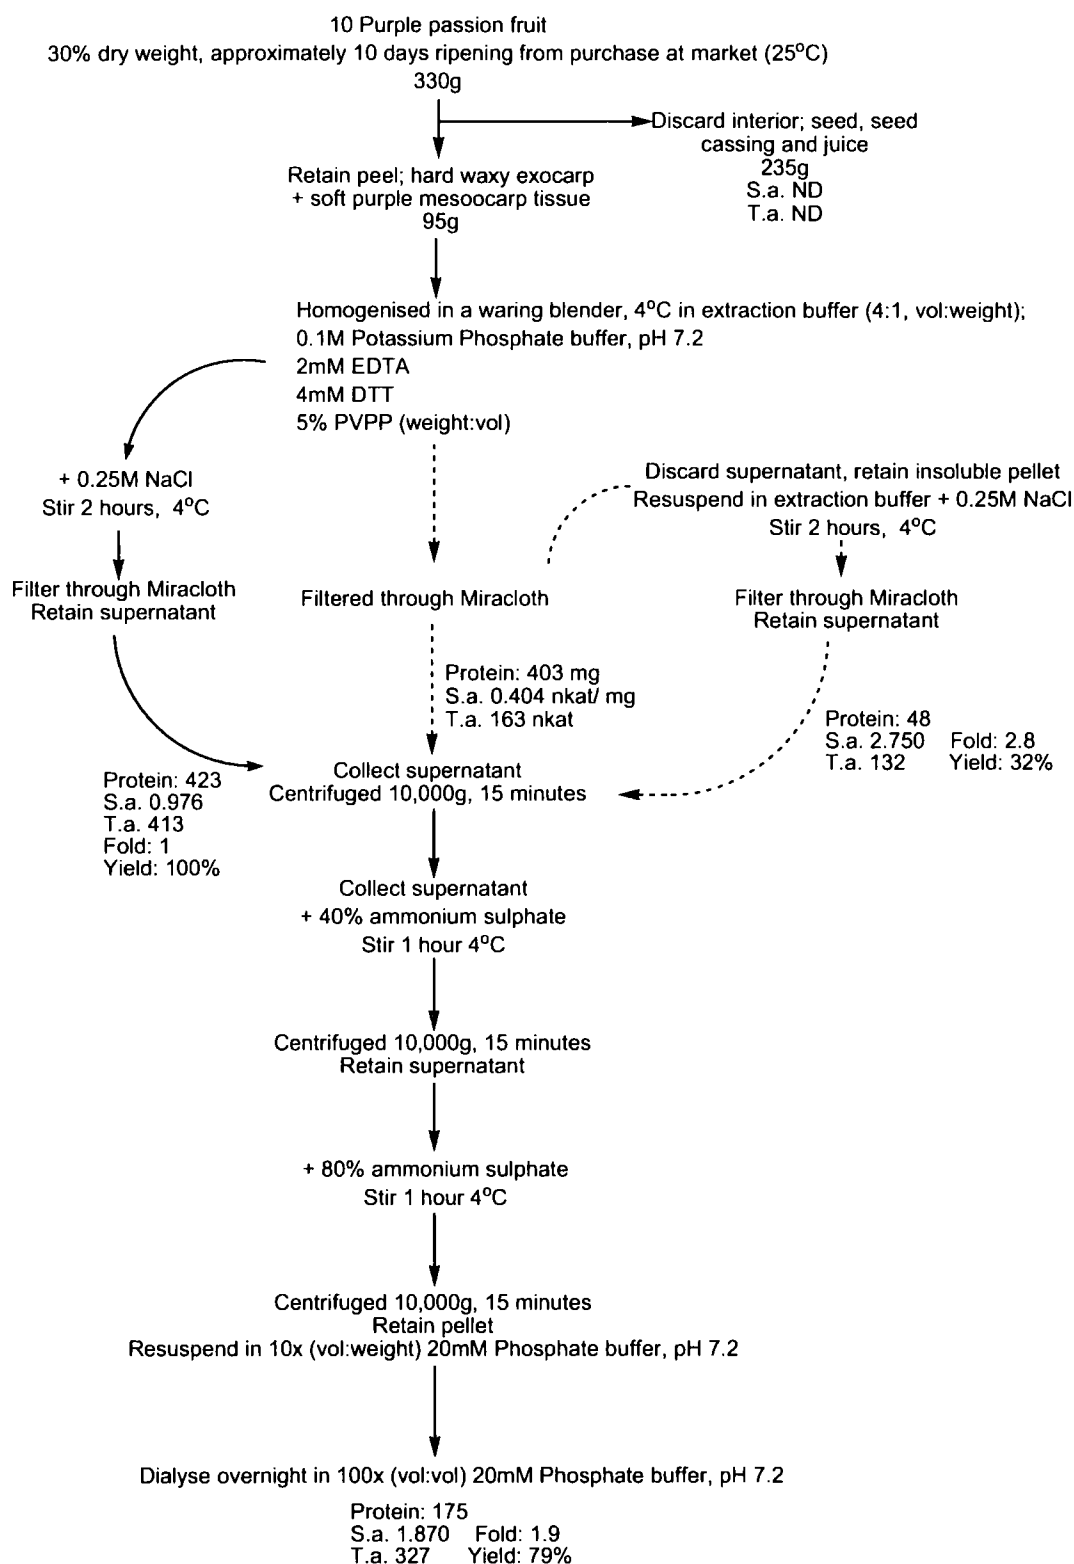 10 Purple passion fruit
30% dry weight, approximately 10 days ripening from purchase at market (25°C)
330g
Discard interior; seed, seed
cassing and juice
235g
S.a. ND
T.a. ND
Retain peel; hard waxy exocarp
+ soft purple mesoocarp tissue
95g
Homogenised in a waring blender, 4°C in extraction buffer (4:1, vol:weight);
0.1M Potassium Phosphate buffer, pH 7.2
2mM EDTA
4mM DTT
5% PVPP (weight:vol)
+ 0.25M NaCl
Stir 2 hours, 4°C
Discard supernatant, retain insoluble pellet
Resuspend in extraction buffer + 0.25M NaCl
Stir 2 hours, 4°C
Filter through Miracloth
Retain supernatant
Filtered through Miracloth
Filter through Miracloth
Retain supernatant
Protein: 403 mg
S.a. 0.404 nkat/ mg
T.a. 163 nkat
Protein: 48
S.a. 2.750 Fold: 2.8
T.a. 132 Yield: 32%
Protein: 423
S.a. 0.976
T.a. 413
Fold: 1
Yield: 100%
Collect supernatant
Centrifuged 10,000g, 15 minutes
Collect supernatant
+ 40% ammonium sulphate
Stir 1 hour 4°C
Centrifuged 10,000g, 15 minutes
Retain supernatant
+ 80% ammonium sulphate
Stir 1 hour 4°C
Centrifuged 10,000g, 15 minutes
Retain pellet
Resuspend in 10x (vol:weight) 20mM Phosphate buffer, pH 7.2
Dialyse overnight in 100x (vol:vol) 20mM Phosphate buffer, pH 7.2
Protein: 175
S.a. 1.870 Fold: 1.9
T.a. 327 Yield: 79%